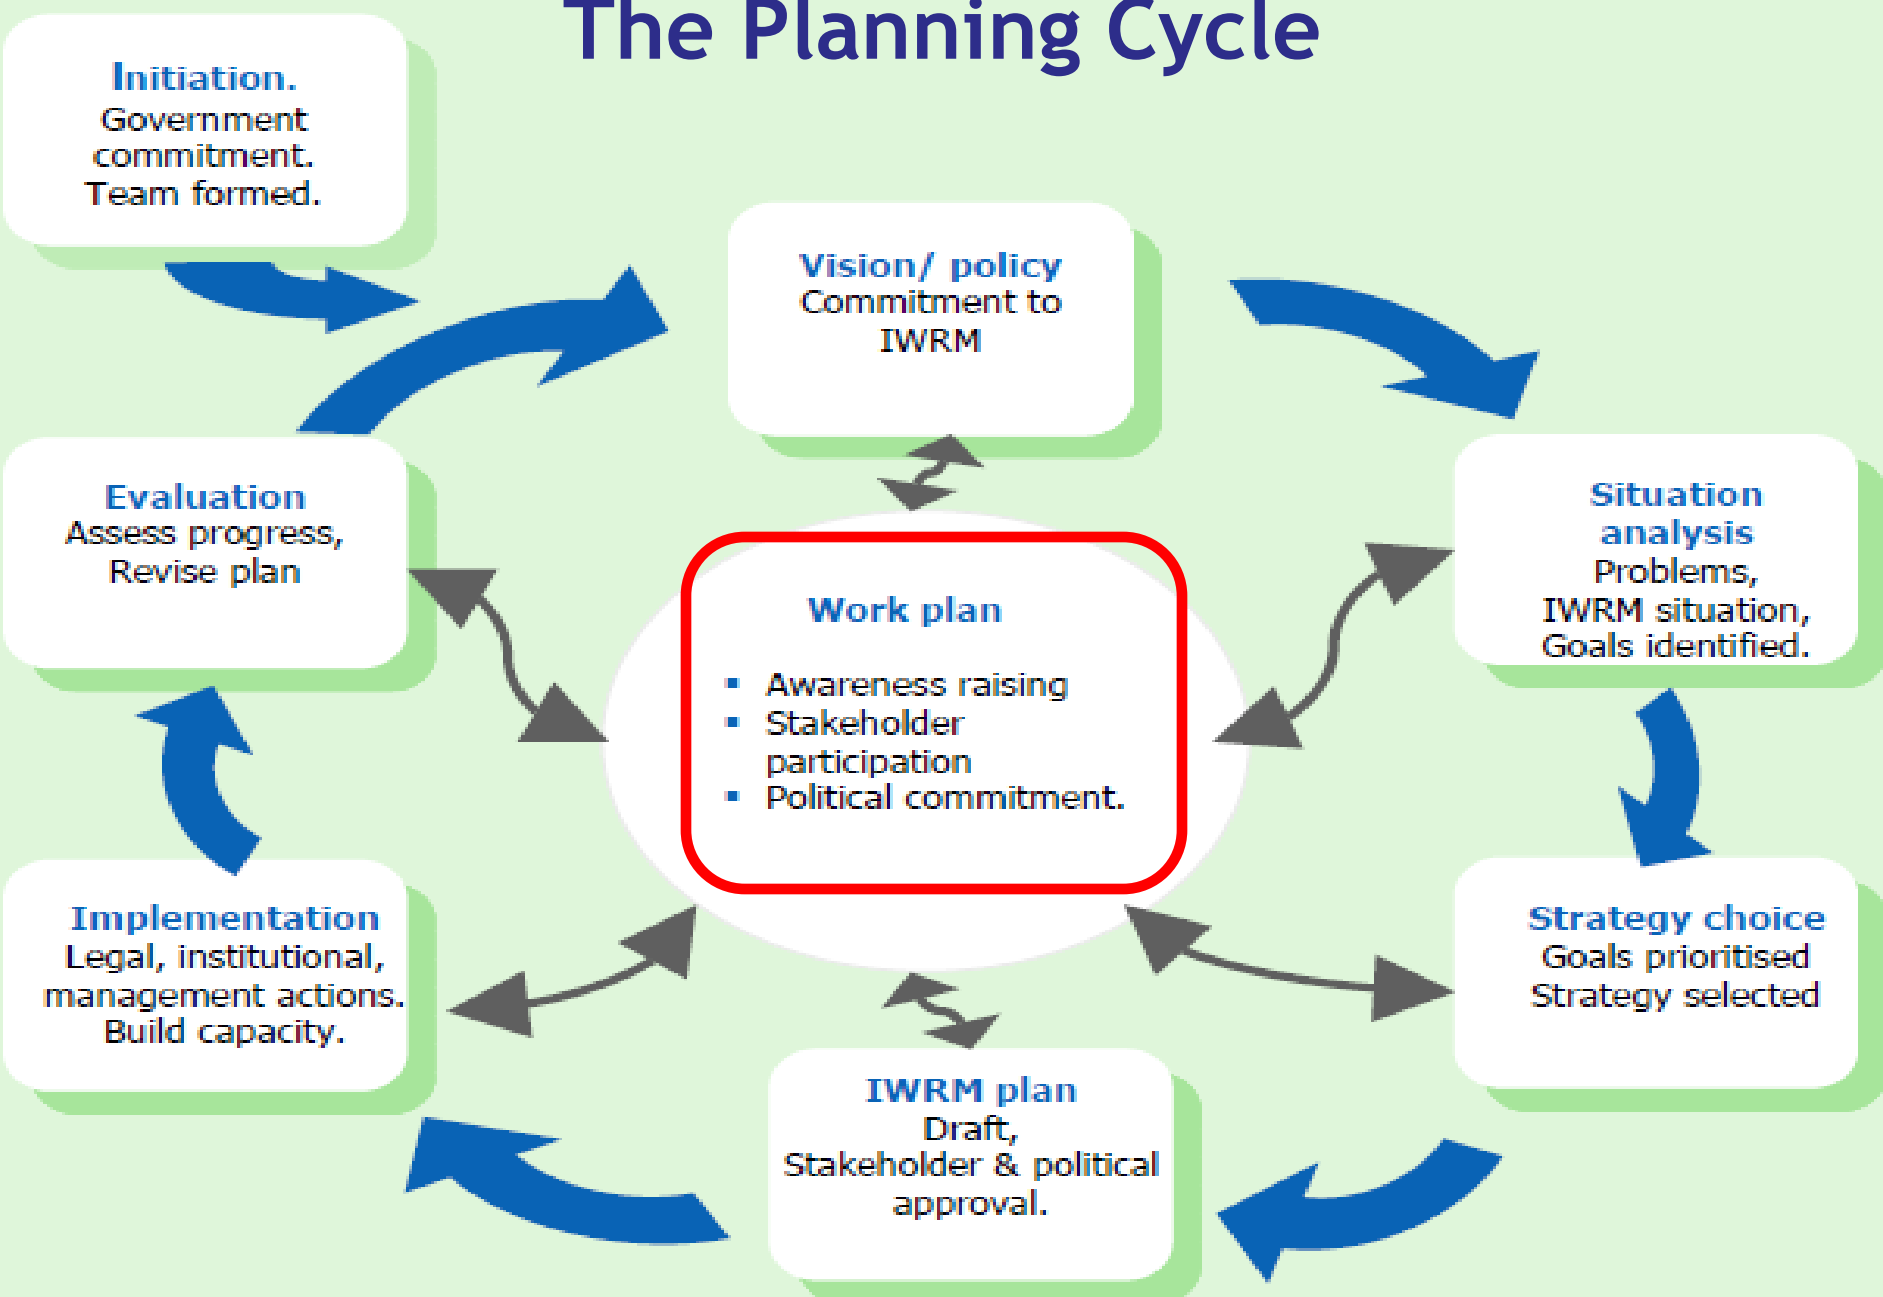 The Planning Cycle
Initiation.
Government
commitment.
Team formed.
Vision/ policy
Commitment to
IWRM
Evaluation
Assess progress,
Revise plan
Situation
analysis
Problems,
IWRM situation,
Goals identified.
Work plan
▪ Awareness raising
▪ Stakeholder
participation
▪ Political commitment.
Implementation
Legal, institutional,
management actions.
Build capacity.
Strategy choice
Goals prioritised
Strategy selected
IWRM plan
Draft,
Stakeholder & political
approval.